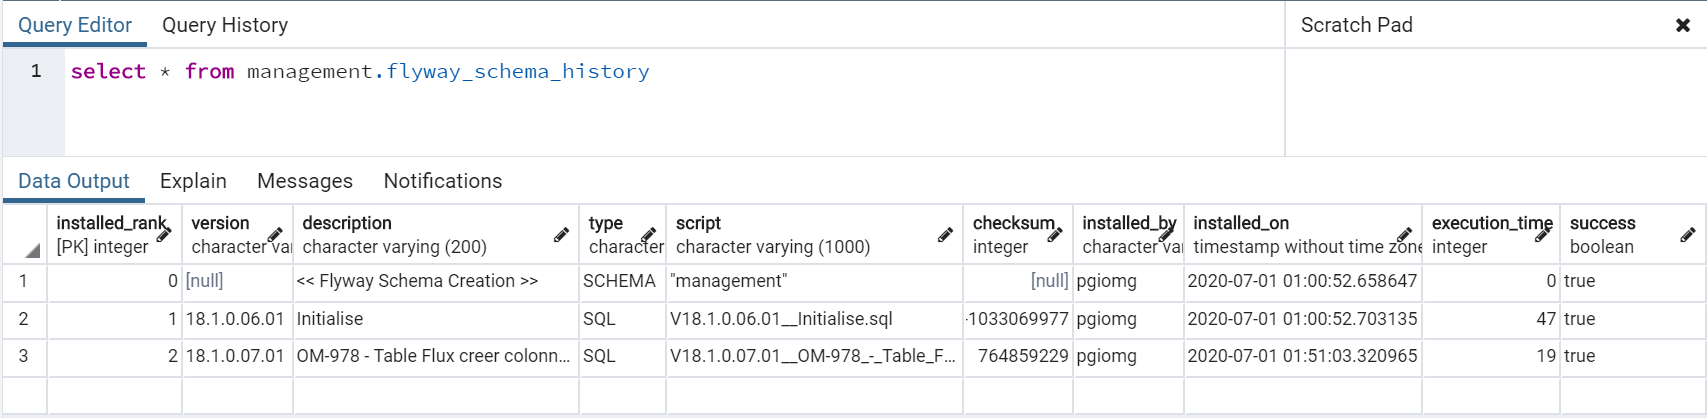 Query Editor Query History Scratch Pad
1 select * from management.flyway_schema_history
Data Output Explain Messages Notifications
installed_rank version description type script checksum installed_by installed_on execution_time success
[PK] integer character var character varying (200) character character varying (1000) integer character var timestamp without time zone integer boolean
1 0 [null] << Flyway Schema Creation >> SCHEMA "management" [null] pgiomg 2020-07-01 01:00:52.658647 0 true
2 1 18.1.0.06.01 Initialise SQL V18.1.0.06.01__Initialise.sql -1033069977 pgiomg 2020-07-01 01:00:52.703135 47 true
3 2 18.1.0.07.01 OM-978 - Table Flux creer colonn... SQL V18.1.0.07.01__OM-978_-_Table_F... 764859229 pgiomg 2020-07-01 01:51:03.320965 19 true